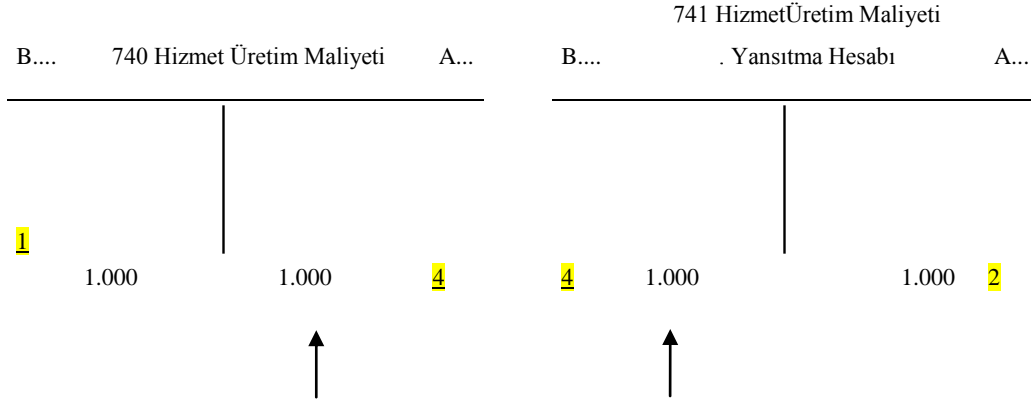 741 HizmetÜretim Maliyeti
B.... 740 Hizmet Üretim Maliyeti A... B.... . Yansıtma Hesabı A...
1
1.000 1.000 4 4 1.000 1.000 2